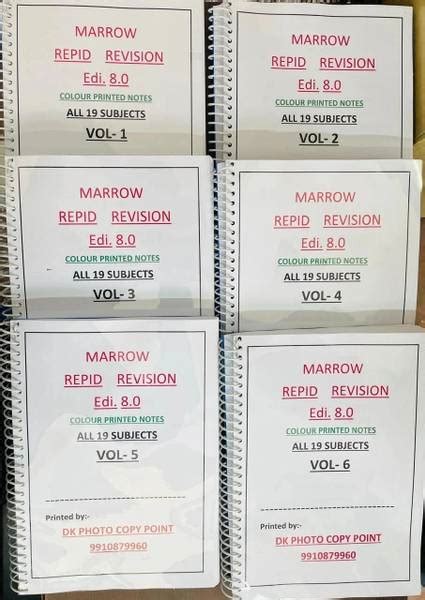 MARROW
REPID REVISION
Edi. 8.0
COLOUR PRINTED NOTES
ALL 19 SUBJECTS
VOL- 1
MARROW
REPID REVISION
Edi. 8.0
COLOUR PRINTED NOTES
ALL 19 SUBJECTS
VOL- 2
MARROW
REPID REVISION
Edi. 8.0
COLOUR PRINTED NOTES
ALL 19 SUBJECTS
VOL- 3
MARROW
REPID REVISION
Edi. 8.0
COLOUR PRINTED NOTES
ALL 19 SUBJECTS
VOL- 4
MARROW
REPID REVISION
Edi. 8.0
COLOUR PRINTED NOTES
ALL 19 SUBJECTS
VOL- 5
Printed by:-
DK PHOTO COPY POINT
9910879960
MARROW
REPID REVISION
Edi. 8.0
COLOUR PRINTED NOTES
ALL 19 SUBJECTS
VOL- 6
Printed by:-
DK PHOTO COPY POINT
9910879960